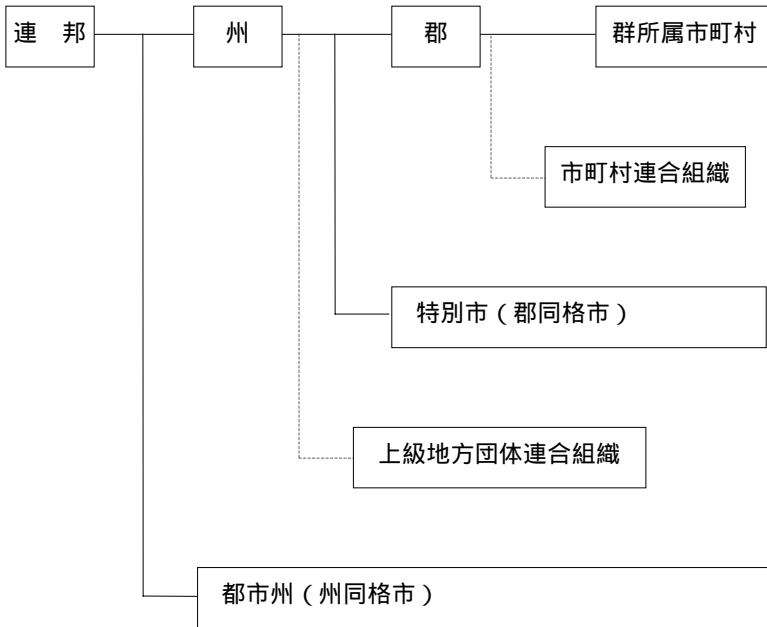 連　邦
州
郡
群所属市町村
市町村連合組織
特別市（郡同格市）
上級地方団体連合組織
都市州（州同格市）